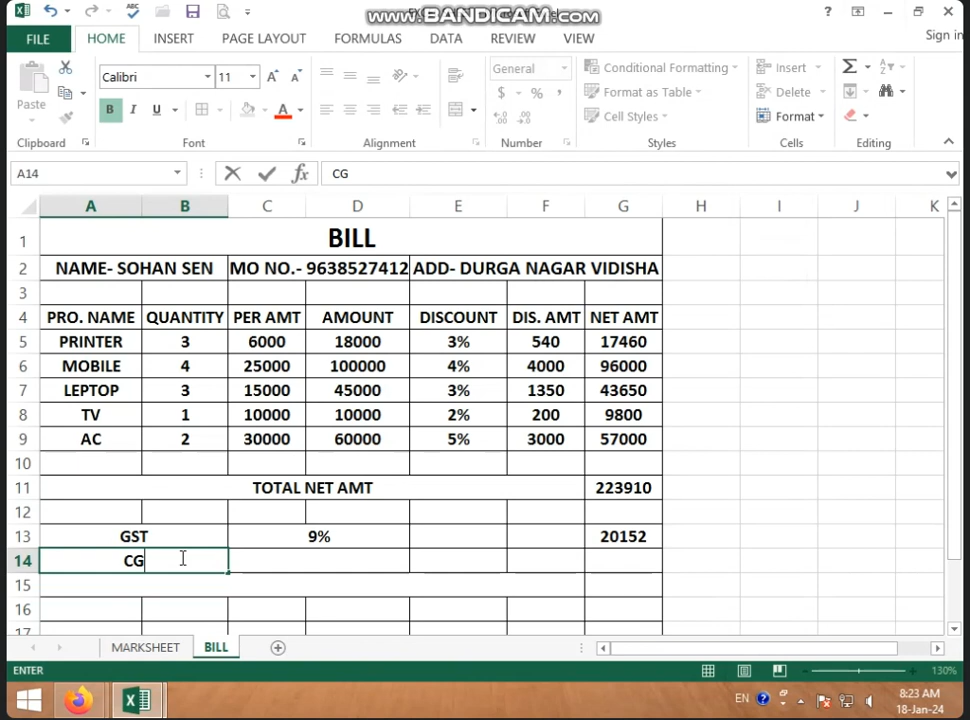 www.BANDICAM.com
FILE HOME INSERT PAGE LAYOUT FORMULAS DATA REVIEW VIEW Sign in
Paste Calibri 11 General Conditional Formatting Insert
B I U A $ % , Format as Table Delete
Cell Styles Format
Clipboard Font Alignment Number Styles Cells Editing
A14 fx CG
A B C D E F G H I J K
1 BILL
2 NAME- SOHAN SEN MO NO.- 9638527412 ADD- DURGA NAGAR VIDISHA
3
4 PRO. NAME QUANTITY PER AMT AMOUNT DISCOUNT DIS. AMT NET AMT
5 PRINTER 3 6000 18000 3% 540 17460
6 MOBILE 4 25000 100000 4% 4000 96000
7 LEPTOP 3 15000 45000 3% 1350 43650
8 TV 1 10000 10000 2% 200 9800
9 AC 2 30000 60000 5% 3000 57000
10
11 TOTAL NET AMT 223910
12
13 GST 9% 20152
14 CG
15
16
17
MARKSHEET BILL
ENTER 130%
EN 8:23 AM
18-Jan-24